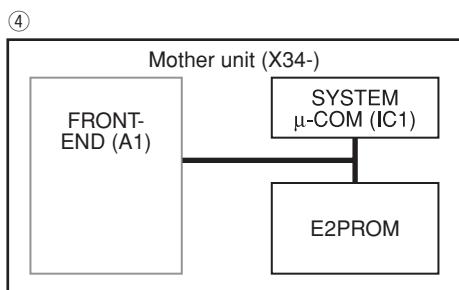 ④
Mother unit (X34-)
FRONT-
END (A1)
SYSTEM
μ-COM (IC1)
E2PROM